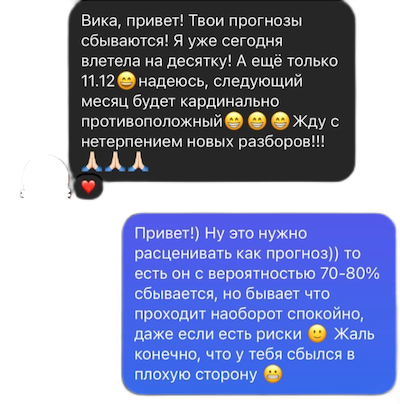 Вика, привет! Твои прогнозы
сбываются! Я уже сегодня
влетела на десятку! А ещё только
11.12😄надеюсь, следующий
месяц будет кардинально
противоположный😁😁😁Жду с
нетерпением новых разборов!!!
🙏🏻🙏🏻🙏🏻
❤️
Привет!) Ну это нужно
расценивать как прогноз)) то
есть он с вероятностью 70-80%
сбывается, но бывает что
проходит наоборот спокойно,
даже если есть риски 🙂 Жаль
конечно, что у тебя сбылся в
плохую сторону 😬